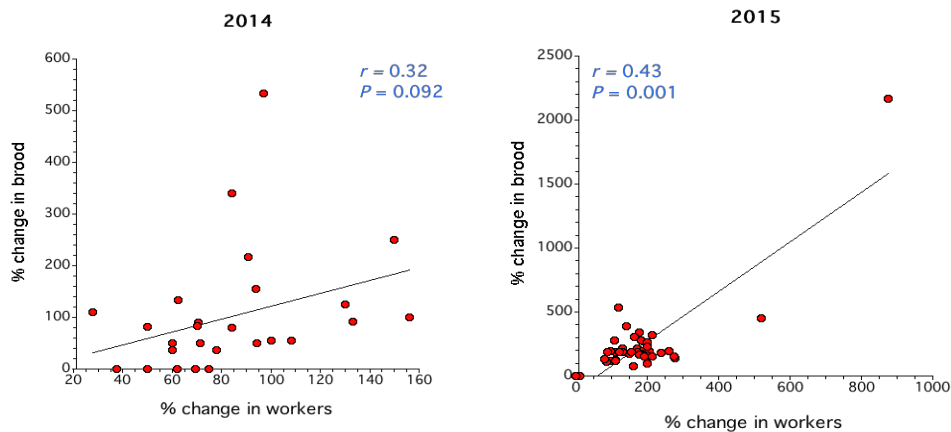 2014
r = 0.32
P = 0.092
% change in brood
600
500
400
300
200
100
0
20 40 60 80 100 120 140 160
% change in workers
2015
r = 0.43
P = 0.001
% change in brood
2500
2000
1500
1000
500
0
0 200 400 600 800 1000
% change in workers